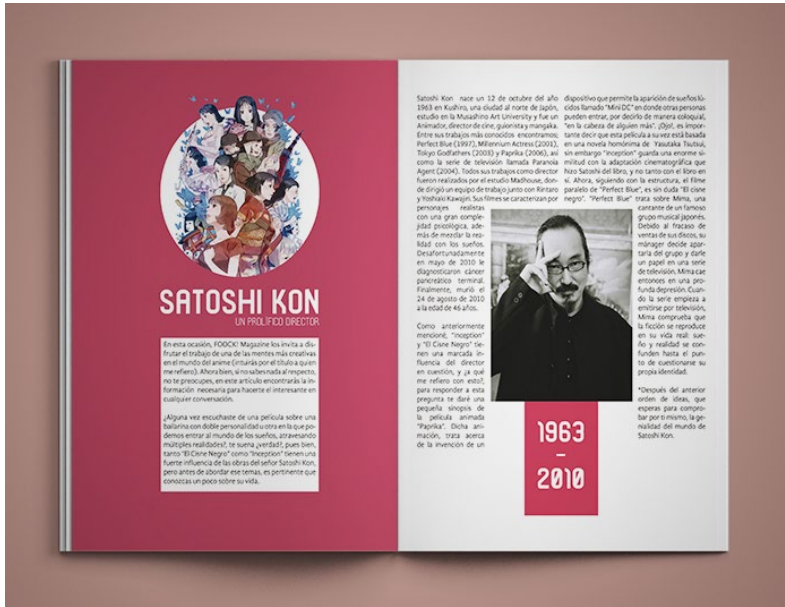 SATOSHI KON
UN PROLÍFICO DIRECTOR
En esta ocasión, FODCK! Magazine los invita a dis-
frutar el trabajo de una de las mentes más creativas
en el mundo del anime (intuirás por el título a quien
me refiero). Ahora bien, si no sabes nada al respecto,
no te preocupes, en este artículo encontrarás la in-
formación necesaria para hacerte el interesante en
cualquier conversación.
¿Alguna vez escuchaste de una película sobre una
bailarina con doble personalidad u otra en la que po-
demos entrar al mundo de los sueños, atravesando
múltiples realidades?, te suena ¿verdad?, pues bien,
tanto "El Cisne Negro" como "Inception" tienen una
fuerte influencia de las obras del señor Satoshi Kon,
pero antes de abordar ese temas, es pertinente que
conozcas un poco sobre su vida.
Satoshi Kon nace un 12 de octubre del año
1963 en Kushiro, una ciudad al norte de Japón,
estudio en la Musashino Art University y fue un
Animador, director de cine, guionista y mangaka.
Entre sus trabajos más conocidos encontramos;
Perfect Blue (1997), Millennium Actress (2001),
Tokyo Godfathers (2003) y Paprika (2006), así
como la serie de televisión llamada Paranoia
Agent (2004). Todos sus trabajos como director
fueron realizados por el estudio Madhouse, don-
de dirigió un equipo de trabajo junto con Rintaro
y Yoshiaki Kawajiri. Sus filmes se caracterizan por
personajes realistas
con una gran comple-
jidad psicológica, ade-
más de mezclar la rea-
lidad con los sueños.
Desafortunadamente
en mayo de 2010 le
diagnosticaron cáncer
pancreático terminal.
Finalmente, murió el
24 de agosto de 2010
a la edad de 46 años.
Como anteriormente
mencione, "Inception"
y "El Cisne Negro" tie-
nen una marcada in-
fluencia del director
en cuestión, y ¿a qué
me refiero con esto?,
para responder a esta
pregunta te daré una
pequeña sinopsis de
la película animada
"Paprika". Dicha ani-
mación, trata acerca
de la invención de un
dispositivo que permite la aparición de sueños lú-
cidos llamado "Mini DC" en donde otras personas
pueden entrar, por decirlo de manera coloquial,
"en la cabeza de alguien más". ¡Ojo!, es impor-
tante decir que esta película a su vez está basada
en una novela homónima de Yasutaka Tsutsui,
sin embargo "Inception" guarda una enorme si-
militud con la adaptación cinematográfica que
hizo Satoshi del libro, y no tanto con el libro en
sí. Ahora, siguiendo con la estructura, el filme
paralelo de "Perfect Blue", es sin duda "El cisne
negro". "Perfect Blue" trata sobre Mima, una
cantante de un famoso
grupo musical japonés.
Debido al fracaso de
ventas de sus discos, su
mánager decide apar-
tarla del grupo y darle
un papel en una serie
de televisión. Mima cae
entonces en una pro-
funda depresión. Cuan-
do la serie empieza a
emitirse por televisión,
Mima comprueba que
la ficción se reproduce
en su vida real: sue-
ño y realidad se con-
funden hasta el pun-
to de cuestionarse su
propia identidad.
*Después del anterior
orden de ideas, que
esperas para compro-
bar por ti mismo, la ge-
nialidad del mundo de
Satoshi Kon.
1963
–
2010